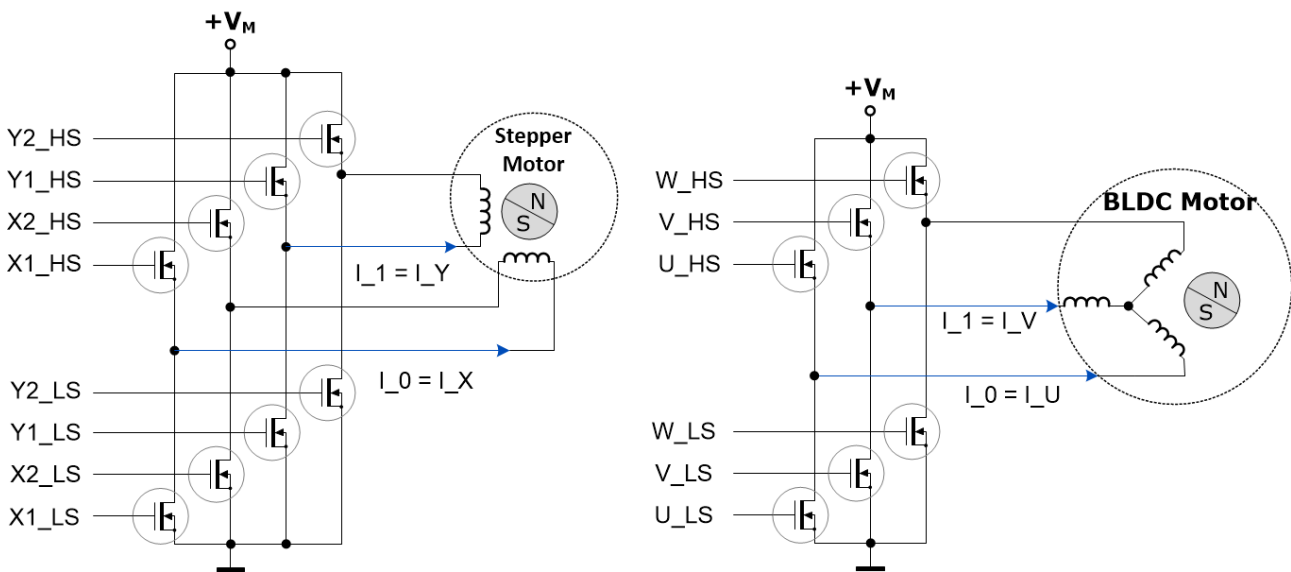 +VM
Y2_HS
Y1_HS
X2_HS
X1_HS
Stepper
Motor
N
S
I_1 = I_Y
I_0 = I_X
Y2_LS
Y1_LS
X2_LS
X1_LS
+VM
W_HS
V_HS
U_HS
BLDC Motor
N
S
I_1 = I_V
I_0 = I_U
W_LS
V_LS
U_LS